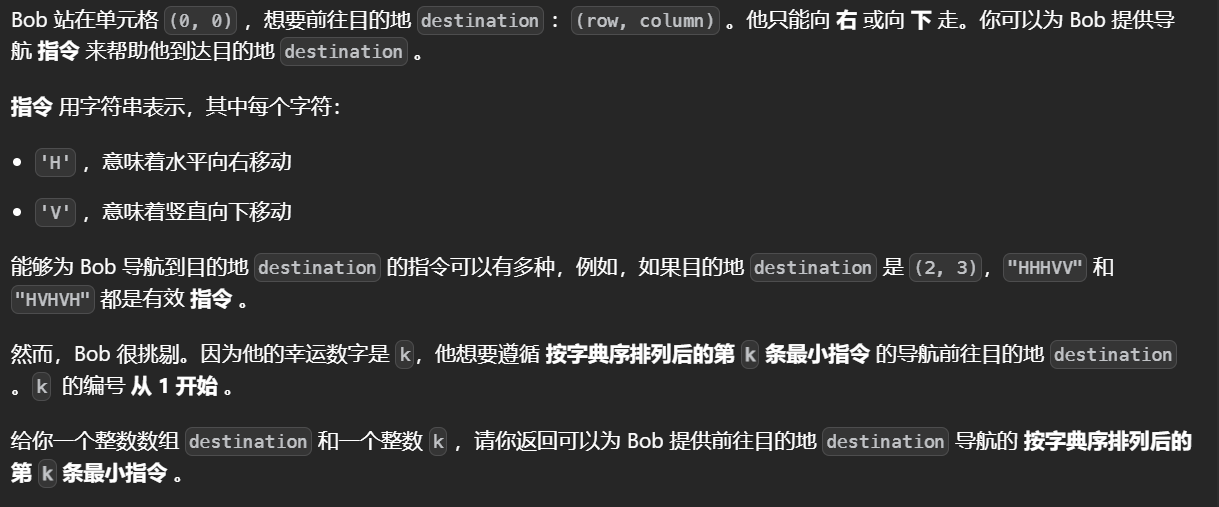 Bob 站在单元格 (0, 0) ，想要前往目的地 destination ：(row, column) 。他只能向 右 或向 下 走。你可以为 Bob 提供导
航 指令 来帮助他到达目的地 destination 。
指令 用字符串表示，其中每个字符：
• 'H' ，意味着水平向右移动
• 'V' ，意味着竖直向下移动
能够为 Bob 导航到目的地 destination 的指令可以有多种，例如，如果目的地 destination 是 (2, 3)，"HHHVV" 和
"HVHVH" 都是有效 指令 。
然而，Bob 很挑剔。因为他的幸运数字是 k，他想要遵循 按字典序排列后的第 k 条最小指令 的导航前往目的地 destination
。k 的编号 从 1 开始 。
给你一个整数数组 destination 和一个整数 k ，请你返回可以为 Bob 提供前往目的地 destination 导航的 按字典序排列后的
第 k 条最小指令 。